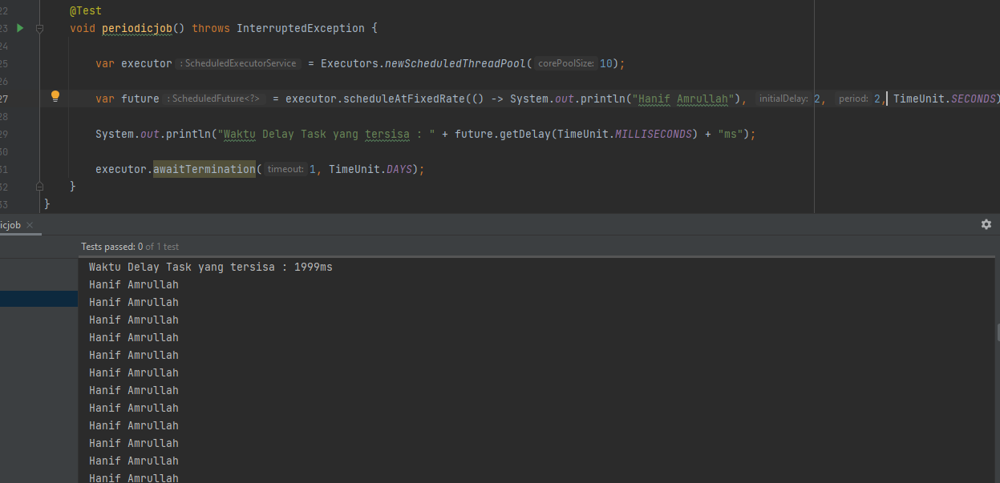 22 @Test
23 void periodicjob() throws InterruptedException {
24
25 var executor : ScheduledExecutorService = Executors.newScheduledThreadPool( corePoolSize: 10);
26
27 var future : ScheduledFuture<?> = executor.scheduleAtFixedRate(() -> System.out.println("Hanif Amrullah"), initialDelay: 2, period: 2, TimeUnit.SECONDS)
28
29 System.out.println("Waktu Delay Task yang tersisa : " + future.getDelay(TimeUnit.MILLISECONDS) + "ms");
30
31 executor.awaitTermination( timeout: 1, TimeUnit.DAYS);
32 }
33 }
icjob
Tests passed: 0 of 1 test
Waktu Delay Task yang tersisa : 1999ms
Hanif Amrullah
Hanif Amrullah
Hanif Amrullah
Hanif Amrullah
Hanif Amrullah
Hanif Amrullah
Hanif Amrullah
Hanif Amrullah
Hanif Amrullah
Hanif Amrullah
Hanif Amrullah
Hanif Amrullah